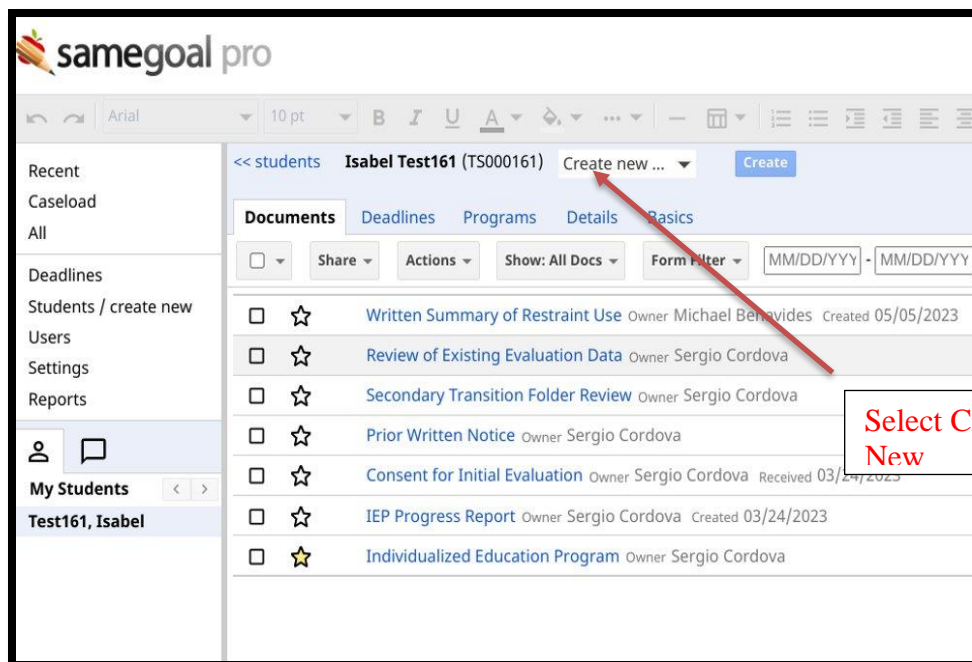 samegoal pro
Arial 10 pt B I U A
Recent
Caseload
All
Deadlines
Students / create new
Users
Settings
Reports
My Students < >
Test161, Isabel
<< students Isabel Test161 (TS000161) Create new ... Create
Documents Deadlines Programs Details Basics
Share Actions Show: All Docs Form Filter MM/DD/YYY - MM/DD/YYY
Written Summary of Restraint Use Owner Michael Benavides Created 05/05/2023
Review of Existing Evaluation Data Owner Sergio Cordova
Secondary Transition Folder Review Owner Sergio Cordova
Prior Written Notice Owner Sergio Cordova
Consent for Initial Evaluation Owner Sergio Cordova Received 03/24/2023
IEP Progress Report Owner Sergio Cordova Created 03/24/2023
Individualized Education Program Owner Sergio Cordova
Select C
New